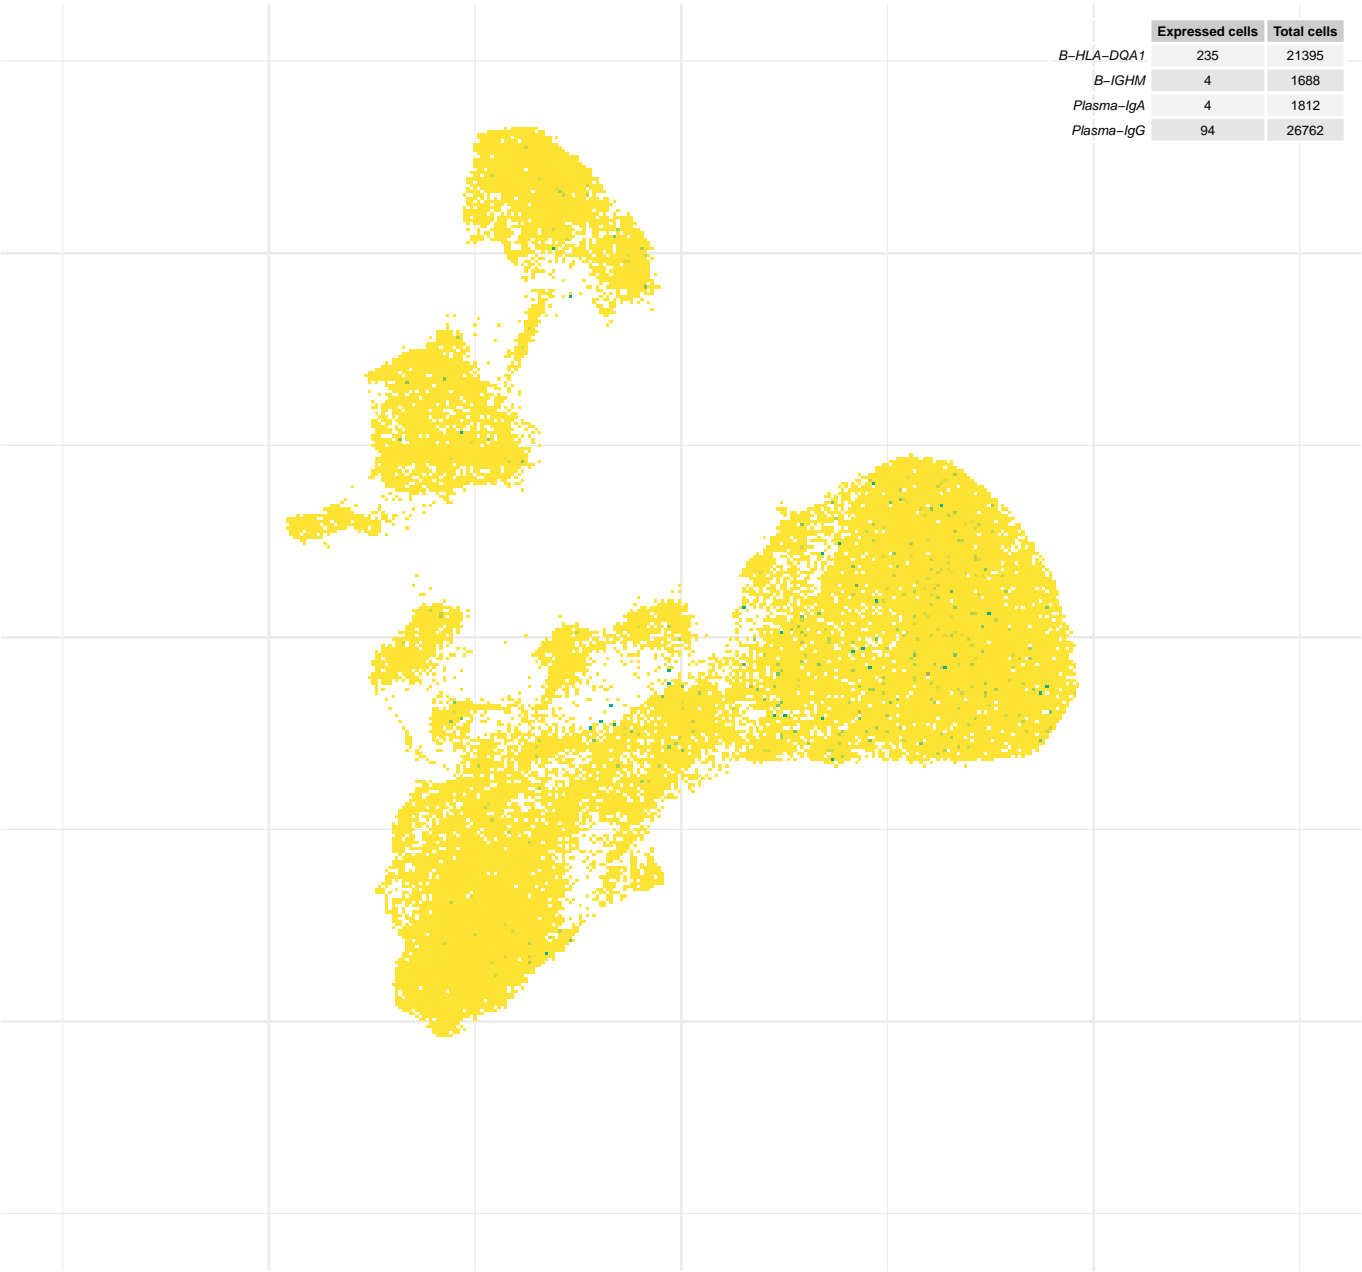 Expressed cells Total cells
B−HLA−DQA1 235 21395
B−IGHM 4 1688
Plasma−IgA 4 1812
Plasma−IgG 94 26762